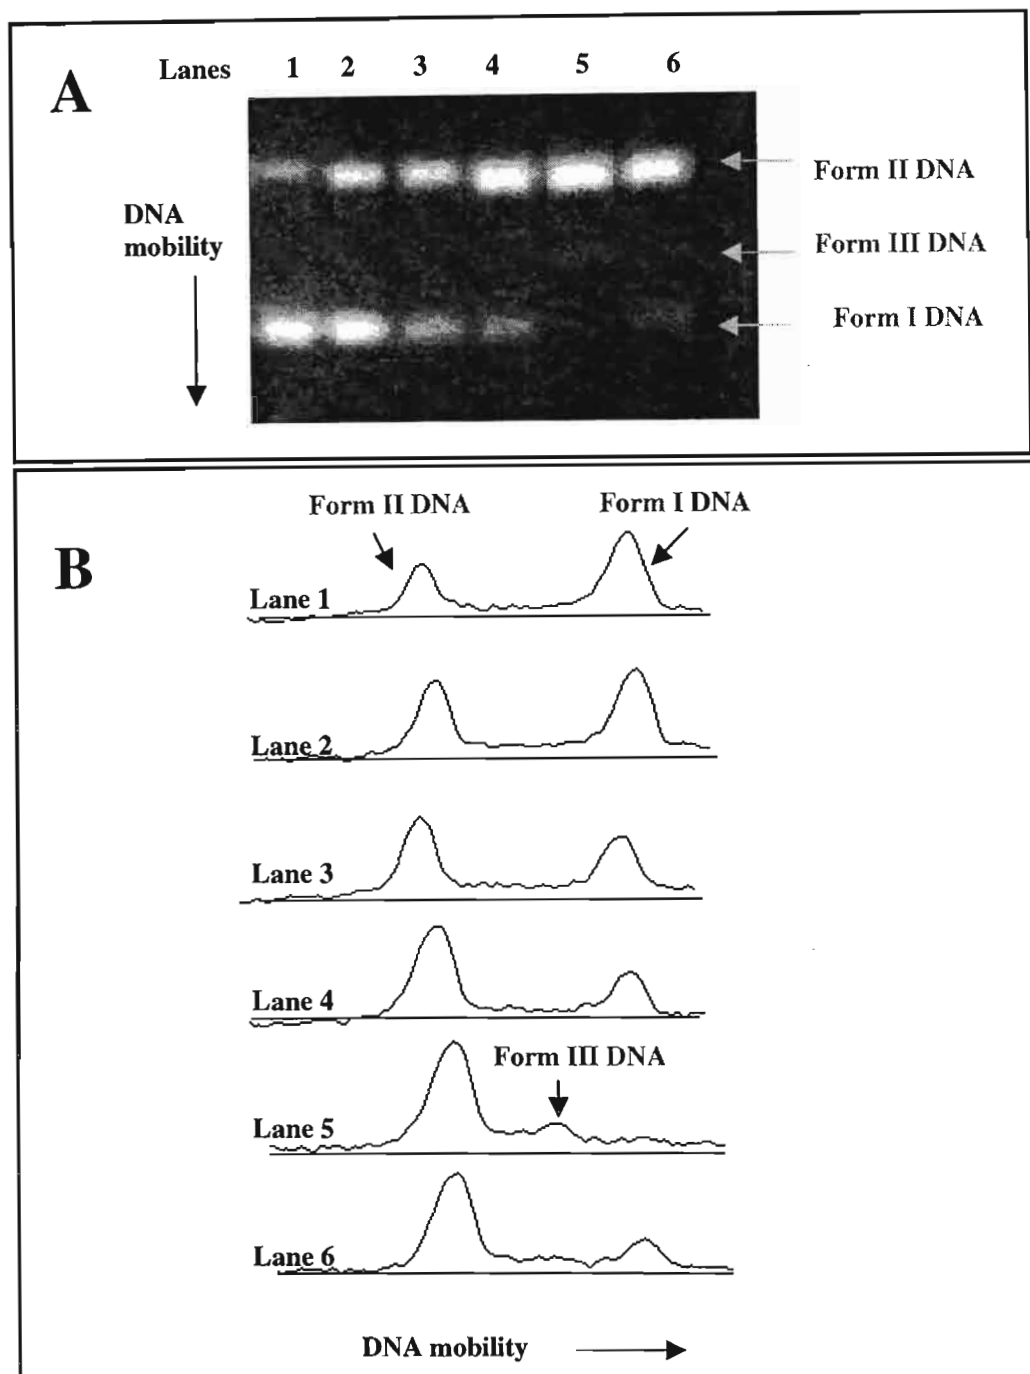 A
Lanes 1 2 3 4 5 6
Form II DNA
DNA
mobility
Form III DNA
Form I DNA
B
Form II DNA
Form I DNA
Lane 1
Lane 2
Lane 3
Lane 4
Form III DNA
Lane 5
Lane 6
DNA mobility